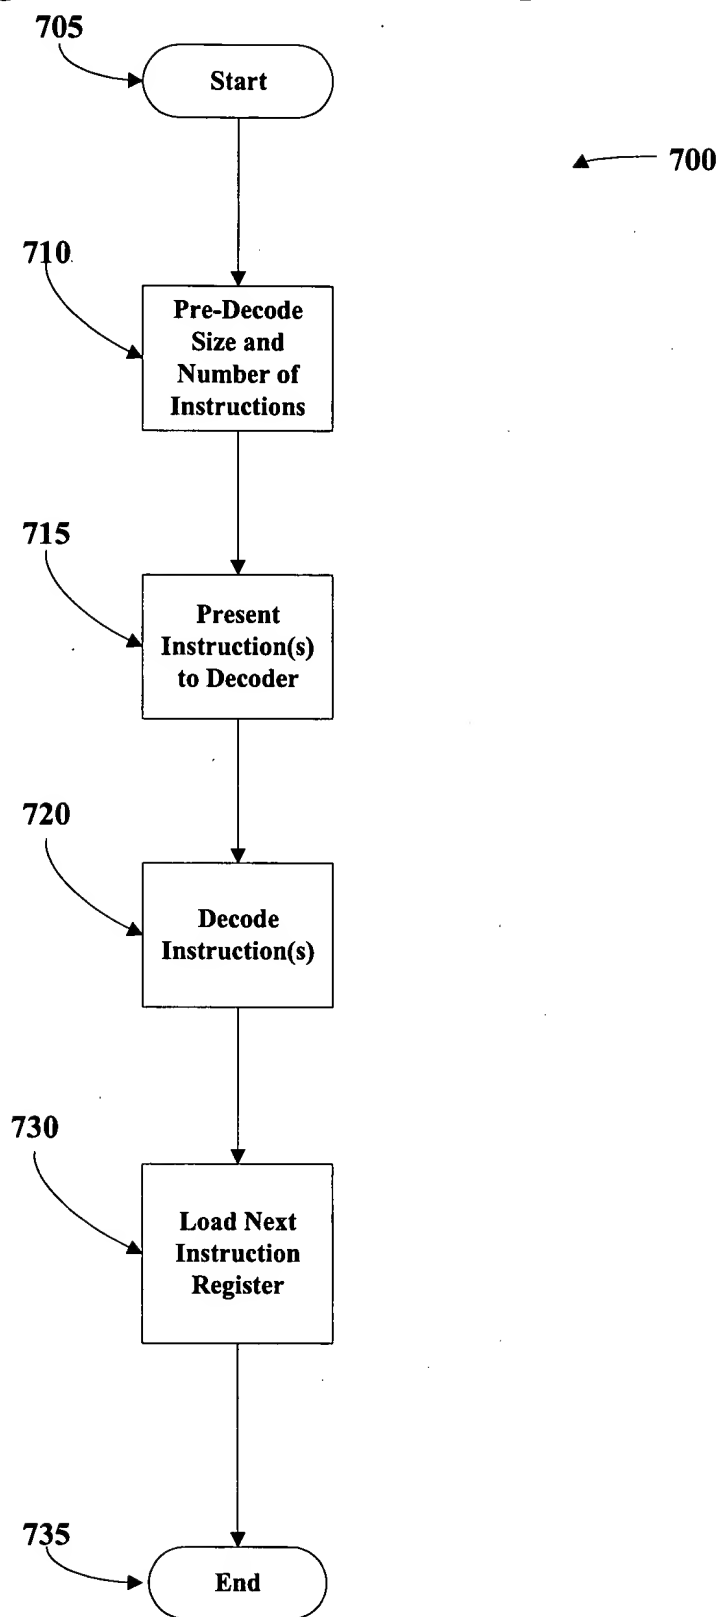 705
Start
700
710
Pre-Decode
Size and
Number of
Instructions
715
Present
Instruction(s)
to Decoder
720
Decode
Instruction(s)
730
Load Next
Instruction
Register
735
End